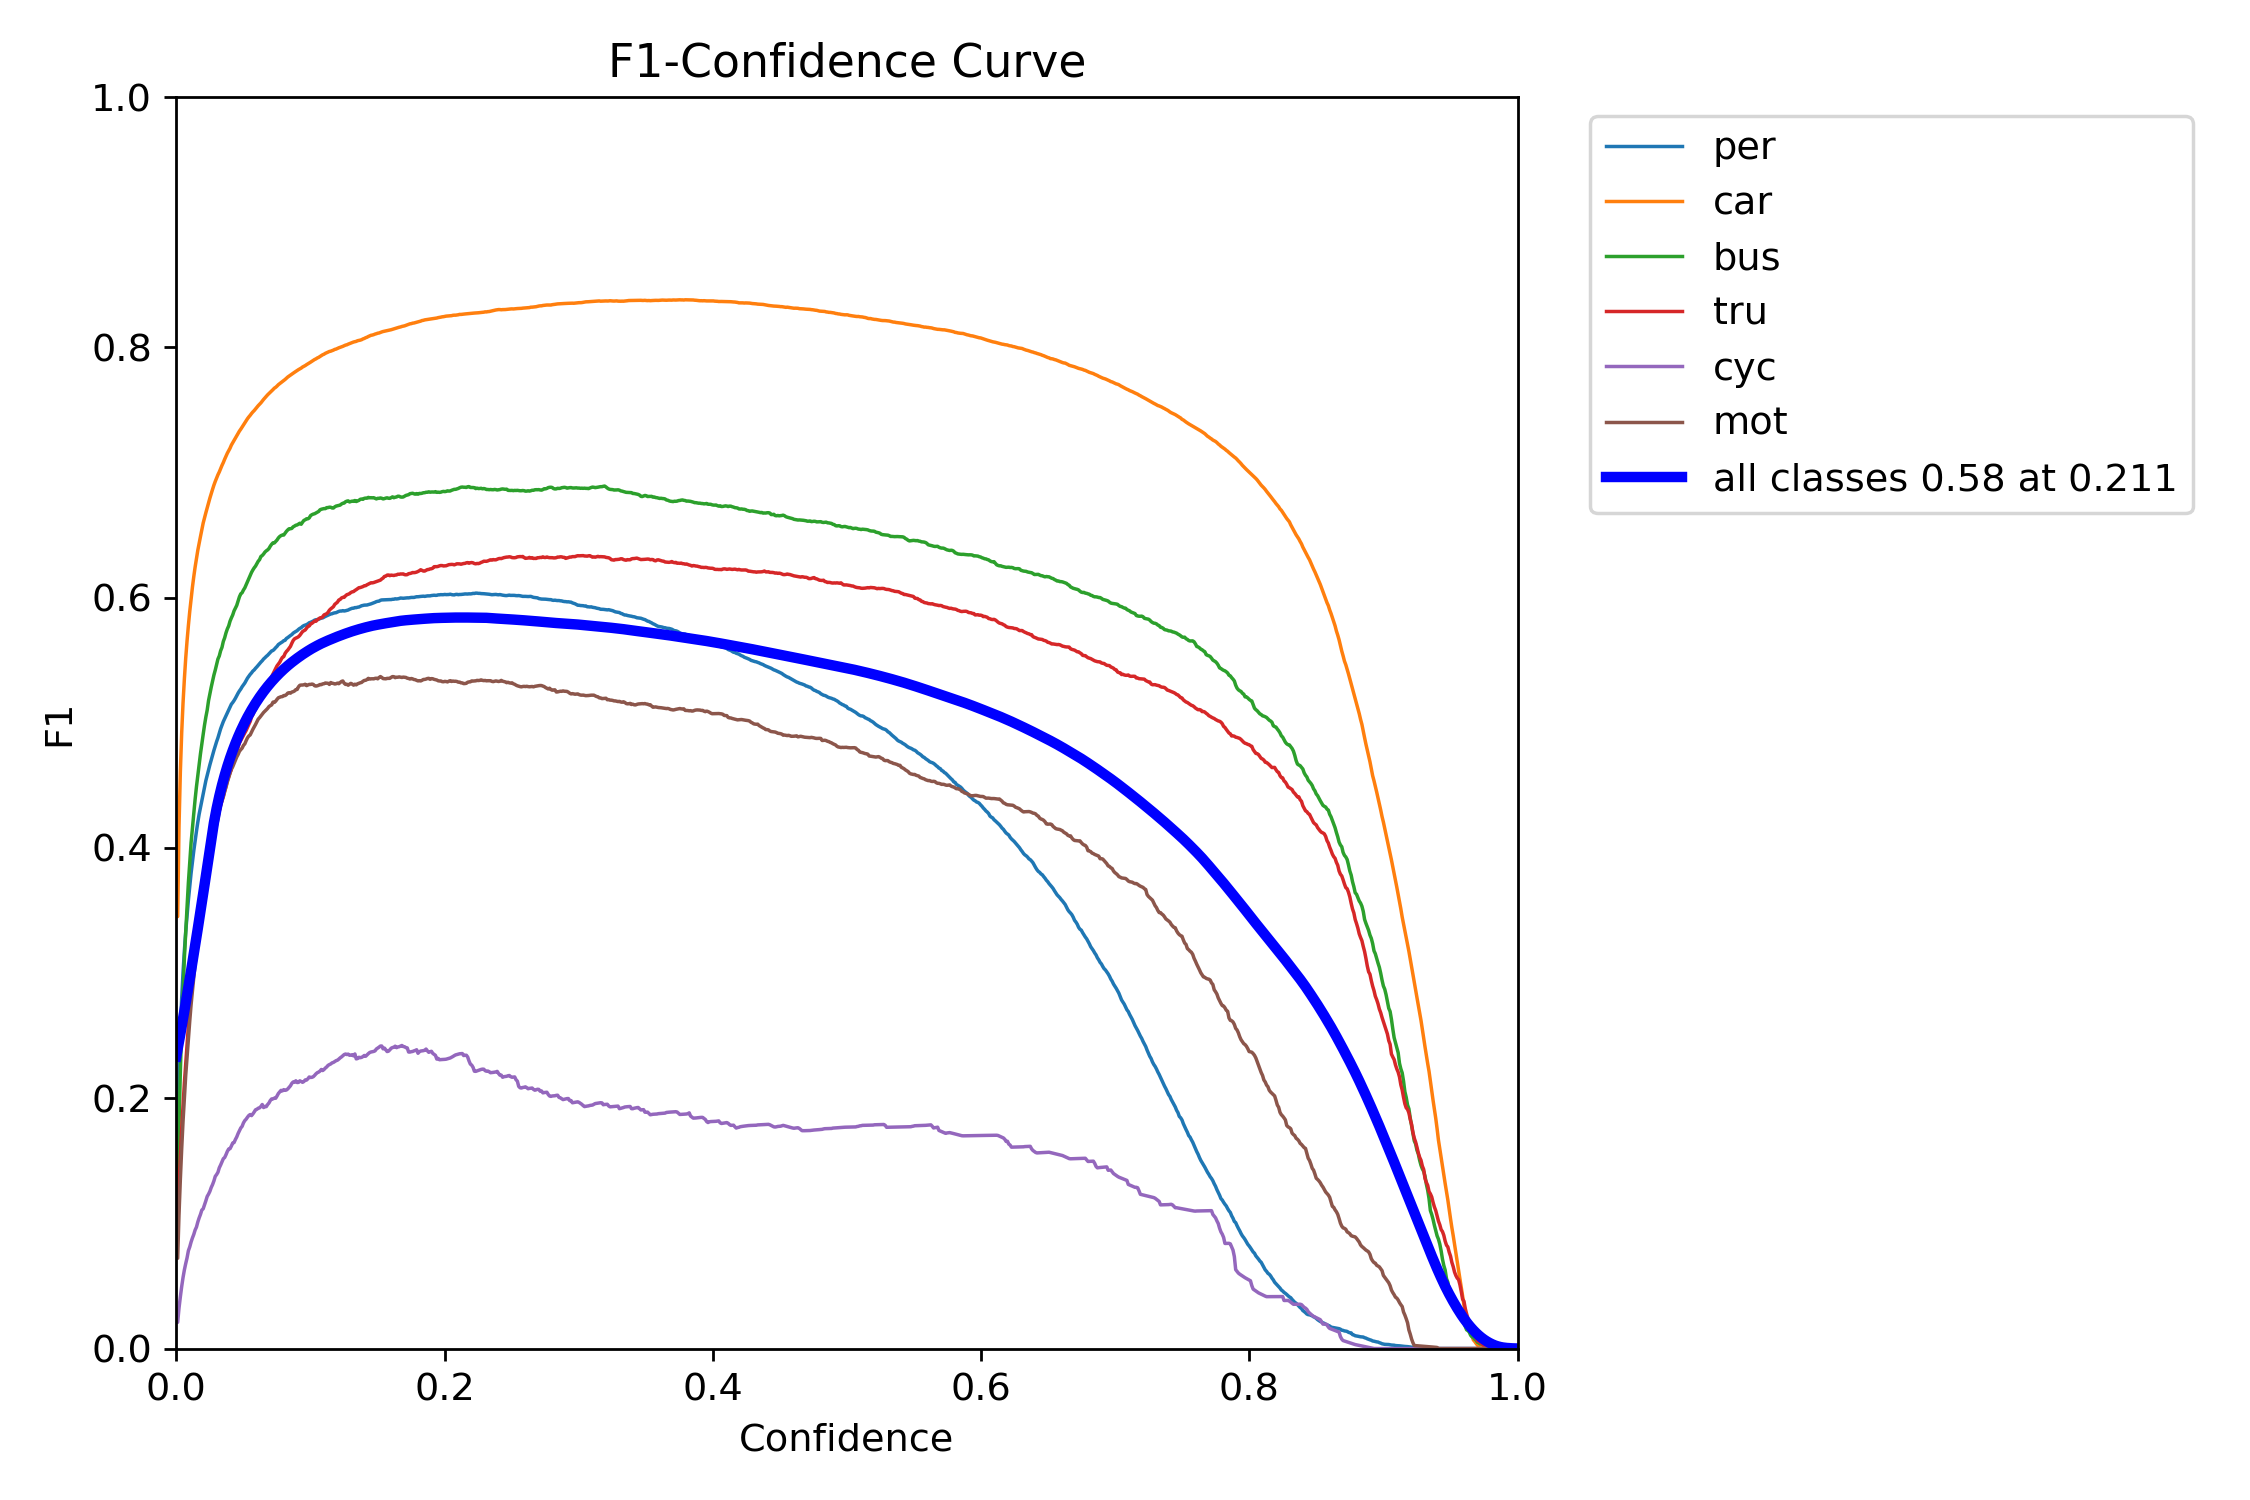 F1-Confidence Curve
1.0
0.8
0.6
0.4
0.2
0.0
F1
0.0 0.2 0.4 0.6 0.8 1.0
Confidence
per
car
bus
tru
cyc
mot
all classes 0.58 at 0.211